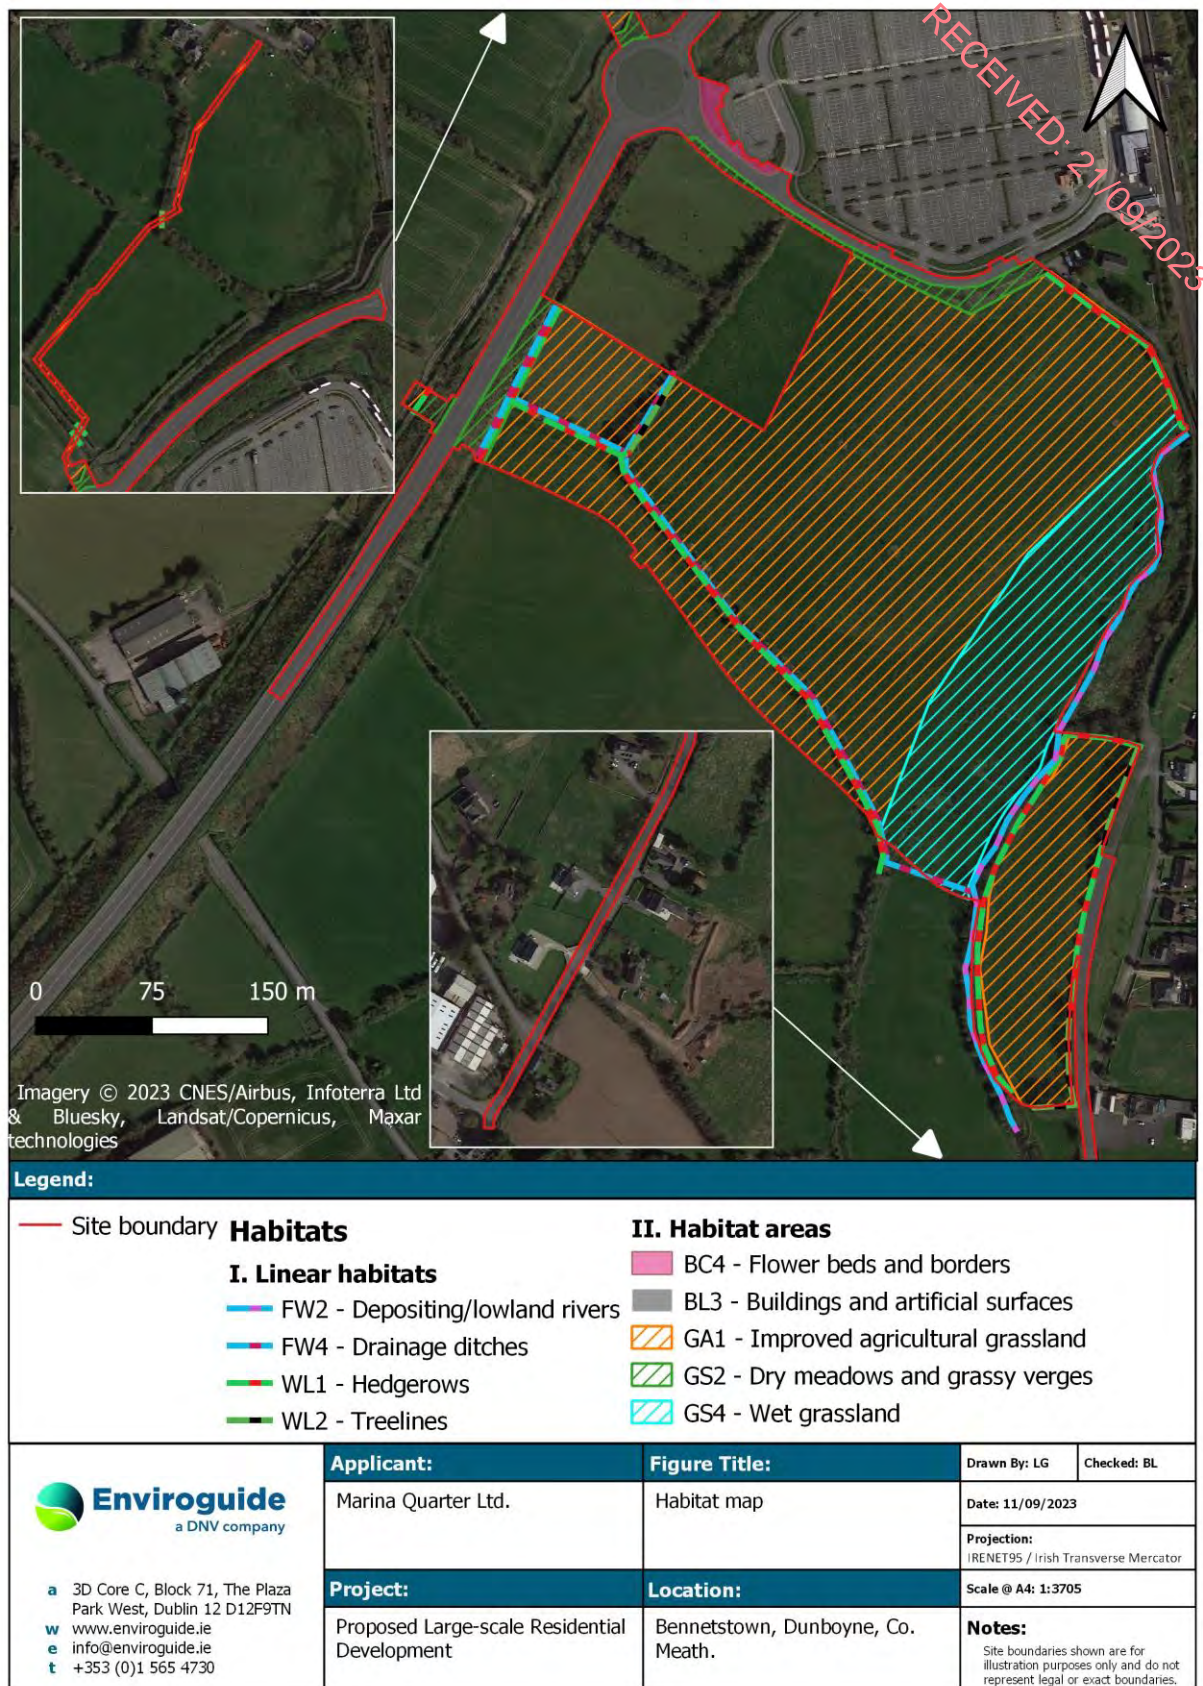 RECEIVED: 21/09/2023
0 75 150 m
Imagery © 2023 CNES/Airbus, Infoterra Ltd
& Bluesky, Landsat/Copernicus, Maxar
technologies
Legend:
Site boundary
Habitats
I. Linear habitats
FW2 - Depositing/lowland rivers
FW4 - Drainage ditches
WL1 - Hedgerows
WL2 - Treelines
II. Habitat areas
BC4 - Flower beds and borders
BL3 - Buildings and artificial surfaces
GA1 - Improved agricultural grassland
GS2 - Dry meadows and grassy verges
GS4 - Wet grassland
Enviroguide
a DNV company
a 3D Core C, Block 71, The Plaza
Park West, Dublin 12 D12F9TN
w www.enviroguide.ie
e info@enviroguide.ie
t +353 (0)1 565 4730
Applicant:
Marina Quarter Ltd.
Figure Title:
Habitat map
Project:
Proposed Large-scale Residential
Development
Location:
Bennetstown, Dunboyne, Co.
Meath.
Drawn By: LG
Checked: BL
Date: 11/09/2023
Projection:
IRENET95 / Irish Transverse Mercator
Scale @ A4: 1:3705
Notes:
Site boundaries shown are for
illustration purposes only and do not
represent legal or exact boundaries.